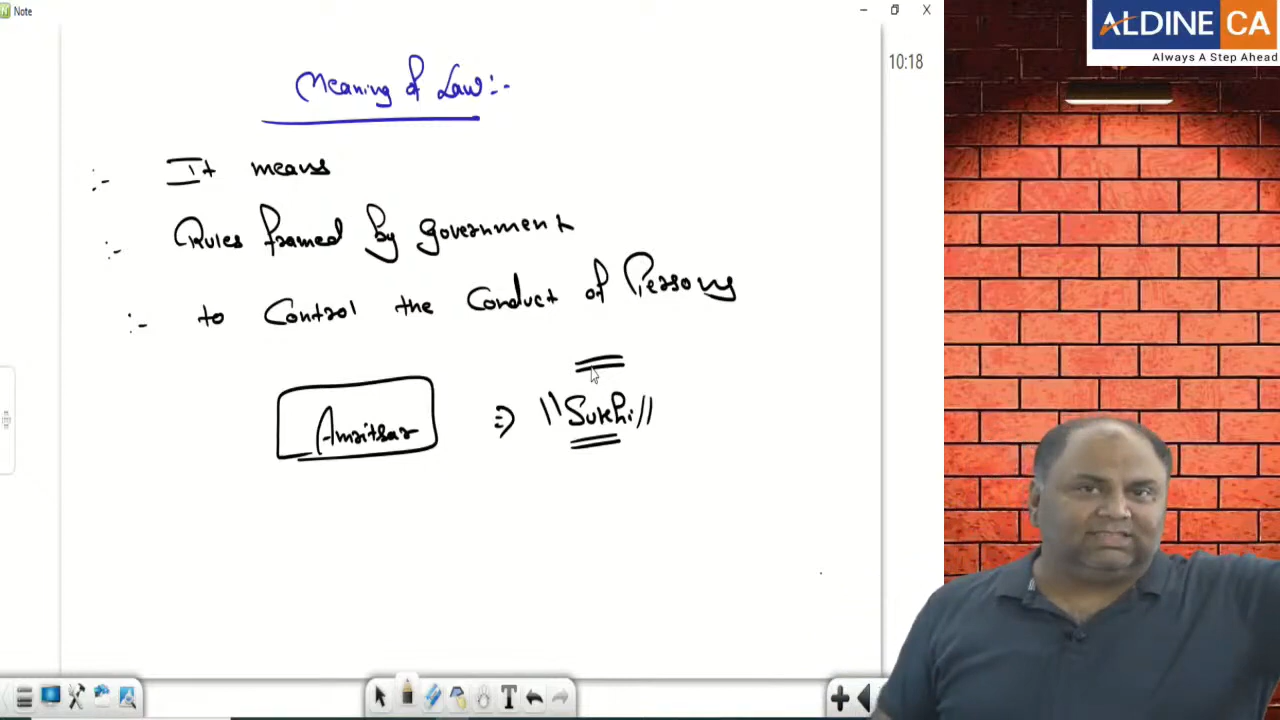 Note
ALDINE CA
Always A Step Ahead
10:18
Meaning of Law:-
:- It means
:- Rules framed by government
:- to Control the Conduct of Persons
Amritsar ⇒ "Sukhi"
T